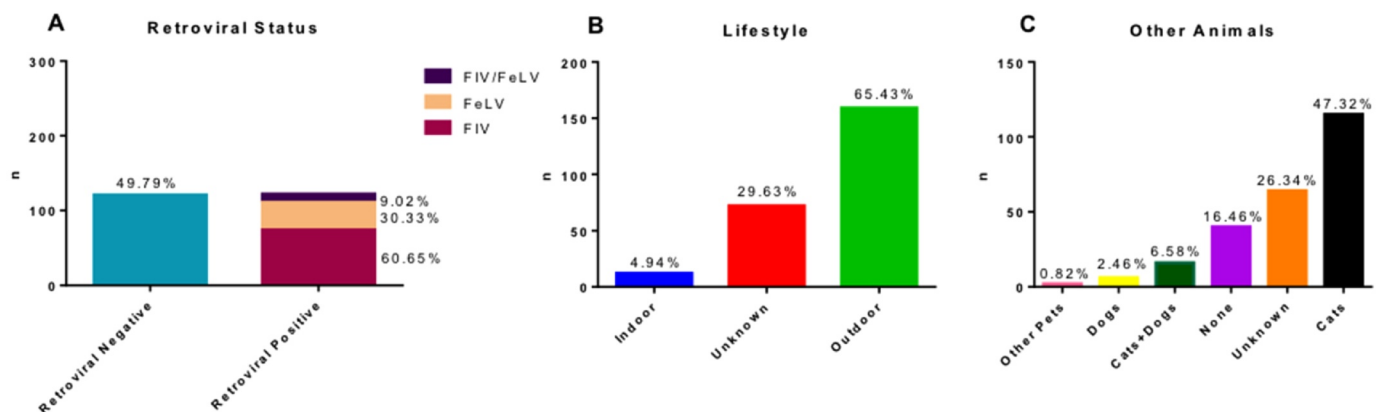 A
Retroviral Status
300
200
100
0
n
49.79%
9.02%
30.33%
60.65%
Retroviral Negative
Retroviral Positive
FIV/FeLV
FeLV
FIV
B
Lifestyle
200
150
100
50
0
n
4.94%
29.63%
65.43%
Indoor
Unknown
Outdoor
C
Other Animals
150
100
50
0
n
0.82%
2.46%
6.58%
16.46%
26.34%
47.32%
Other Pets
Dogs
Cats+Dogs
None
Unknown
Cats